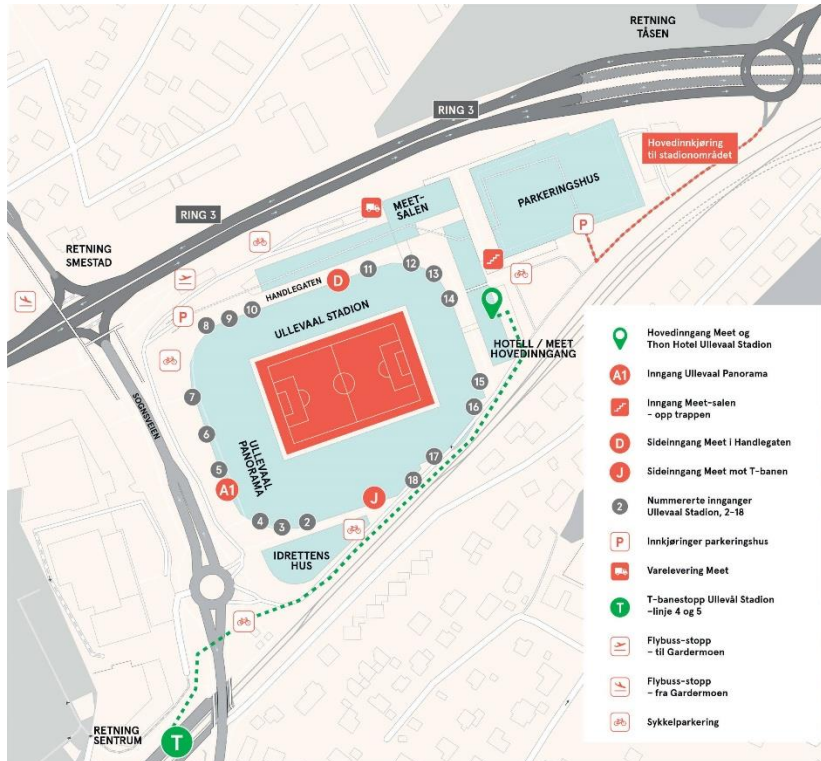 RETNING
TÅSEN
RING 3
Hovedinnkjøring
til stadionområdet
PARKERINGSHUS
MEET-
SALEN
RING 3
RETNING
SMESTAD
P
P
HANDLEGATEN
D
11
12
13
14
10
9
8
ULLEVAAL STADION
HOTELL / MEET
HOVEDINNGANG
7
6
5
A1
4
3
2
15
16
17
18
J
ULLEVAAL
PANORAMA
SOGNSVEIEN
IDRETTENS
HUS
RETNING
SENTRUM
T
Hovedinngang Meet og
Thon Hotel Ullevaal Stadion
A1
Inngang Ullevaal Panorama
Inngang Meet-salen
- opp trappen
D
Sideinngang Meet i Handlegaten
J
Sideinngang Meet mot T-banen
2
Nummererte innganger
Ullevaal Stadion, 2-18
P
Innkjøringer parkeringshus
Varelevering Meet
T
T-banestopp Ullevål Stadion
-linje 4 og 5
Flybuss-stopp
- til Gardermoen
Flybuss-stopp
- fra Gardermoen
Sykkelparkering